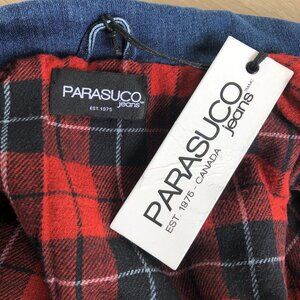 PARASUCO
jeans
EST. 1975
PARASUCO
jeans
EST. 1975 - CANADA